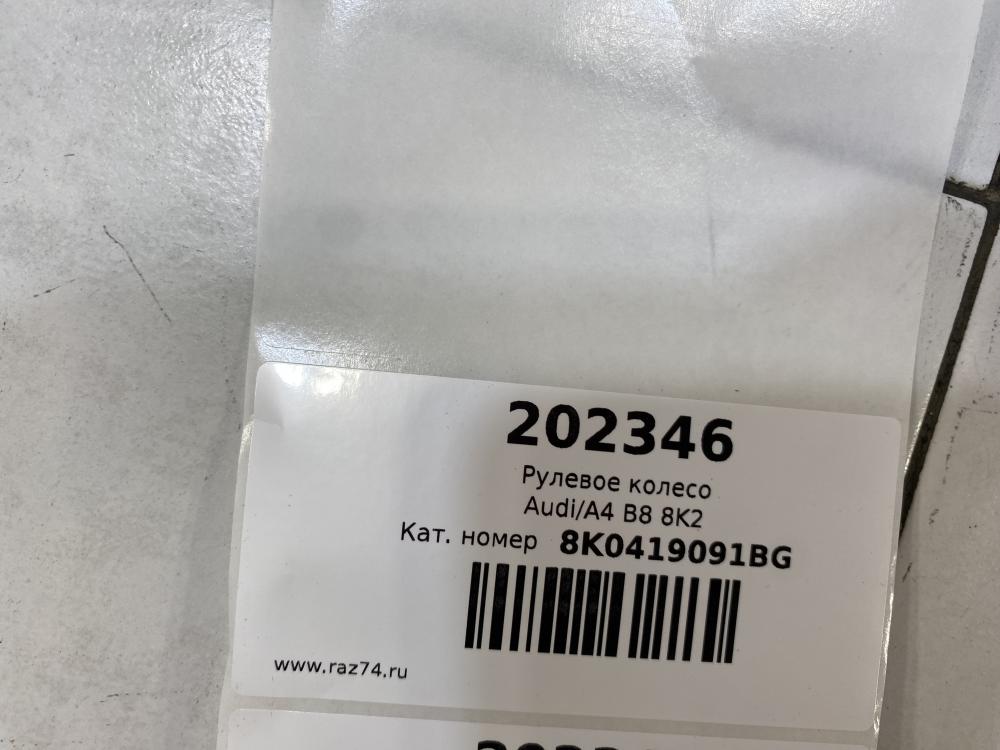 202346
Рулевое колесо
Audi/A4 B8 8K2
Кат. номер 8K0419091BG
www.raz74.ru